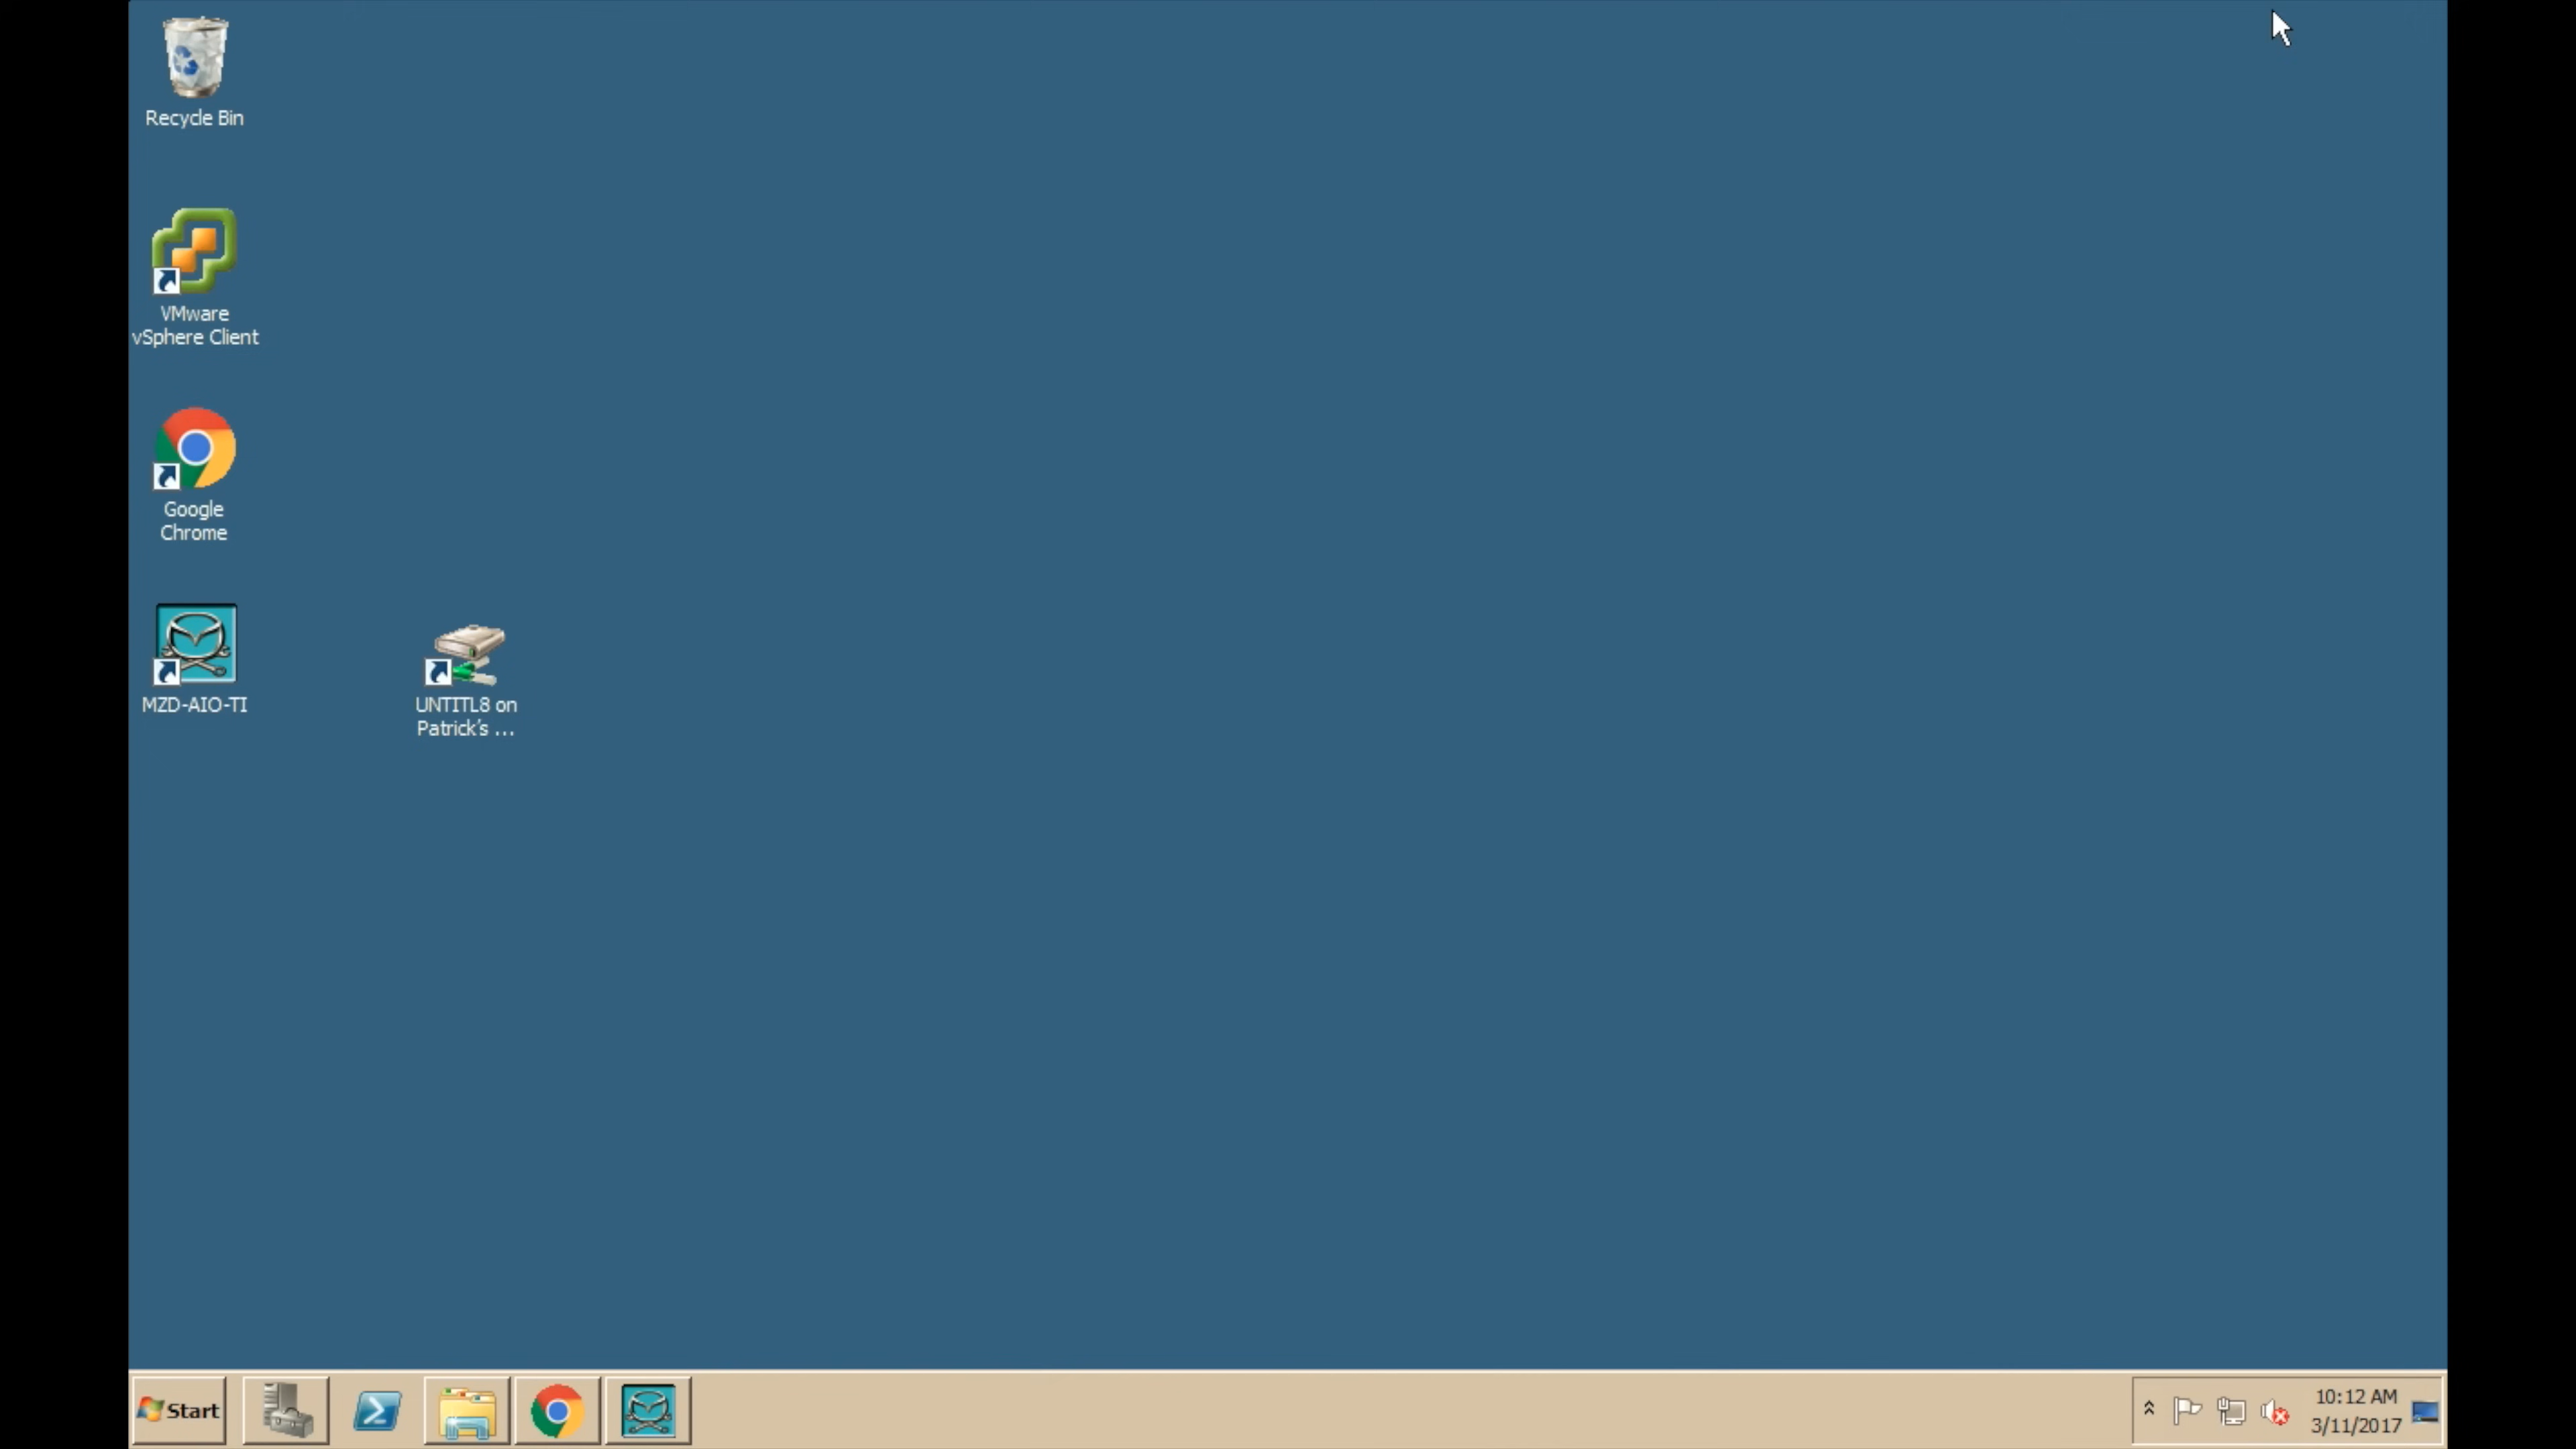 Recycle Bin
VMware
vSphere Client
Google
Chrome
MZD-AIO-TI
UNTITL8 on
Patrick's ...
Start
10:12 AM
3/11/2017